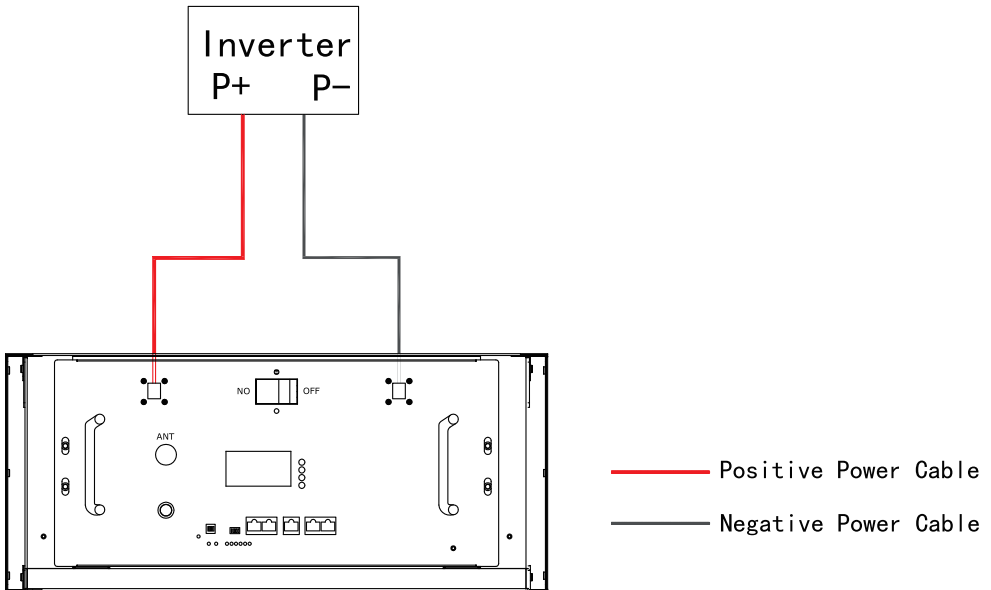 Inverter
P+ P-
NO OFF
ANT
Positive Power Cable
Negative Power Cable